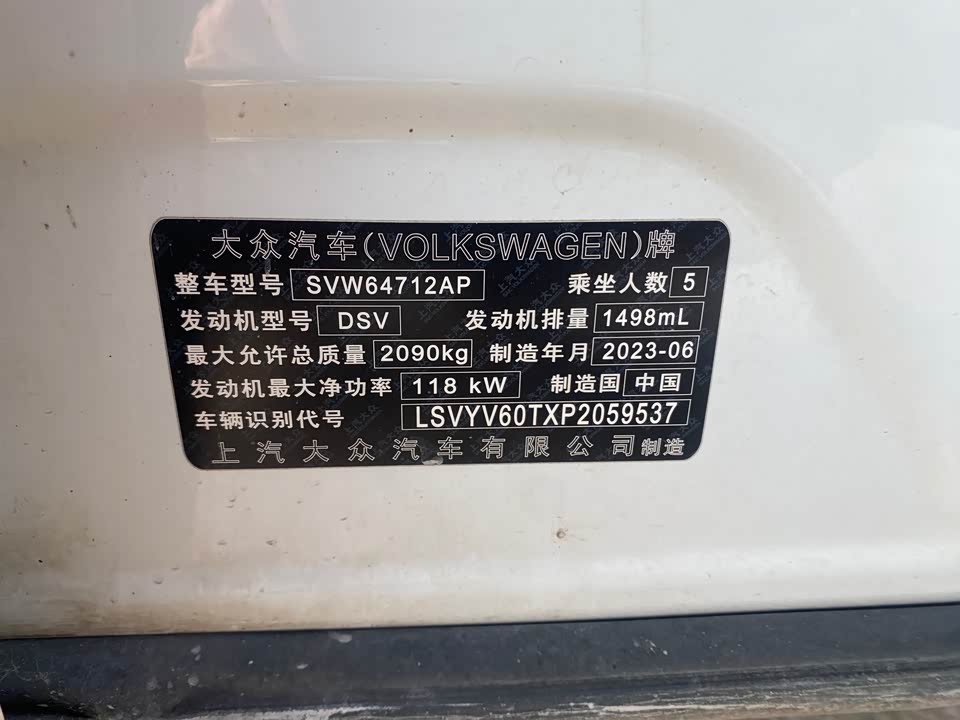 大众汽车(VOLKSWAGEN)牌
整车型号 SVW64712AP 乘坐人数 5
发动机型号 DSV 发动机排量 1498mL
最大允许总质量 2090kg 制造年月 2023-06
发动机最大净功率 118 kW 制造国 中国
车辆识别代号 LSVYV60TXP2059537
上汽大众汽车有限公司制造